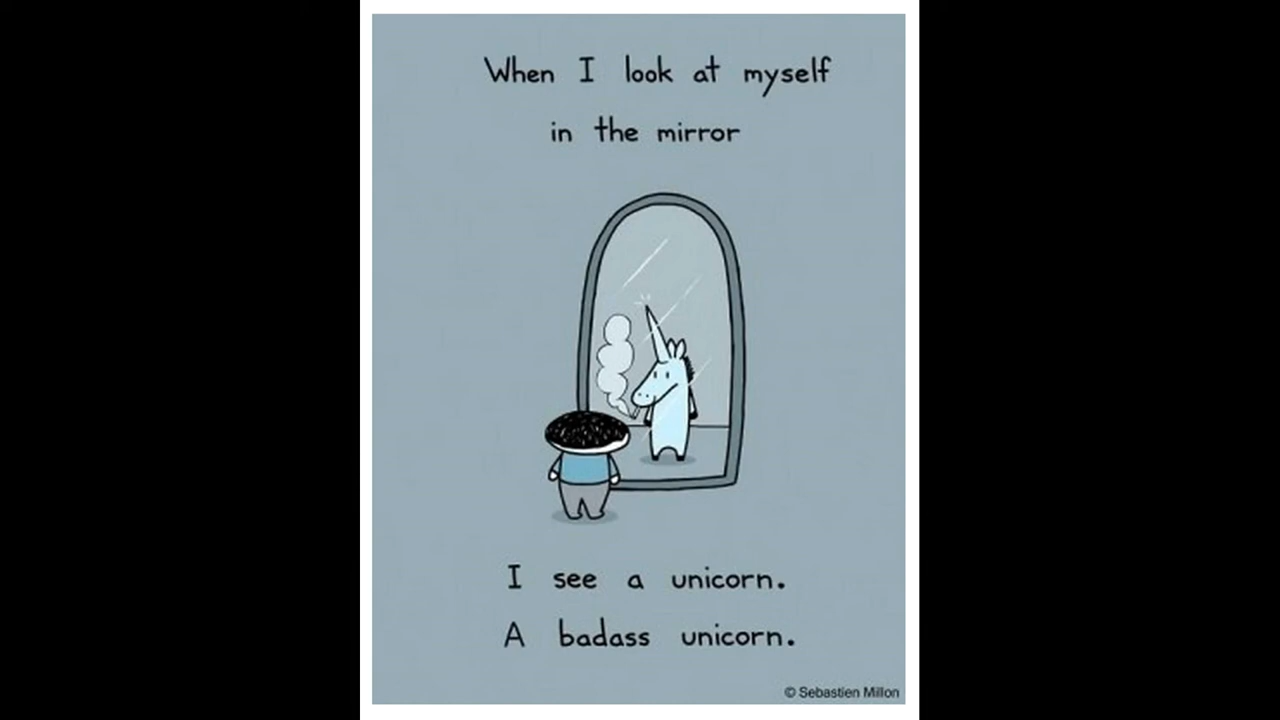 When I look at myself
in the mirror
I see a unicorn.
A badass unicorn.
© Sebastien Millon